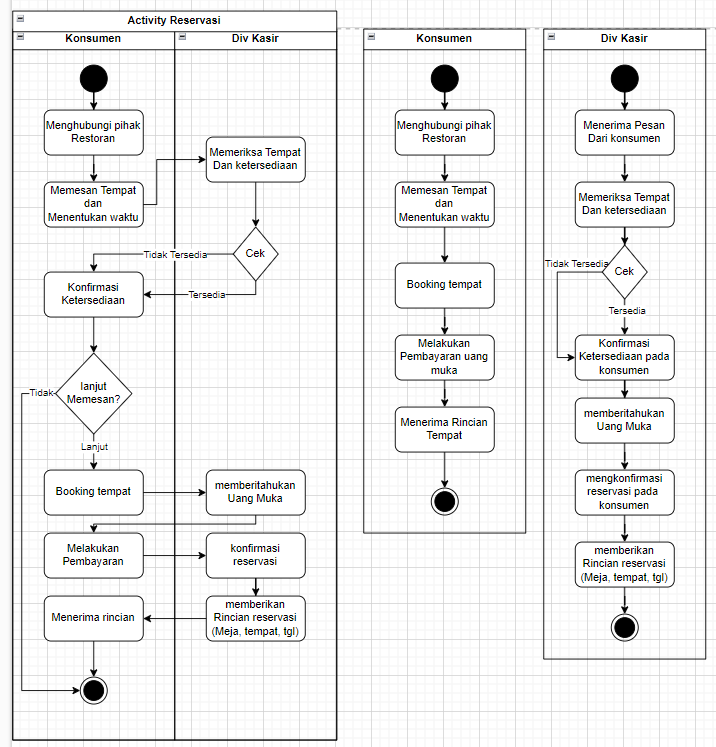 Activity Reservasi
Konsumen
Div Kasir
Menghubungi pihak
Restoran
Memesan Tempat
dan
Menentukan waktu
Memeriksa Tempat
Dan ketersediaan
Cek
Tidak Tersedia
Tersedia
Konfirmasi
Ketersediaan
lanjut
Memesan?
Tidak
Lanjut
Booking tempat
memberitahukan
Uang Muka
Melakukan
Pembayaran
konfirmasi
reservasi
memberikan
Rincian reservasi
(Meja, tempat, tgl)
Menerima rincian
Konsumen
Menghubungi pihak
Restoran
Memesan Tempat
dan
Menentukan waktu
Booking tempat
Melakukan
Pembayaran uang
muka
Menerima Rincian
Tempat
Div Kasir
Menerima Pesan
Dari konsumen
Memeriksa Tempat
Dan ketersediaan
Cek
Tidak Tersedia
Tersedia
Konfirmasi
Ketersediaan pada
konsumen
memberitahukan
Uang Muka
mengkonfirmasi
reservasi pada
konsumen
memberikan
Rincian reservasi
(Meja, tempat, tgl)